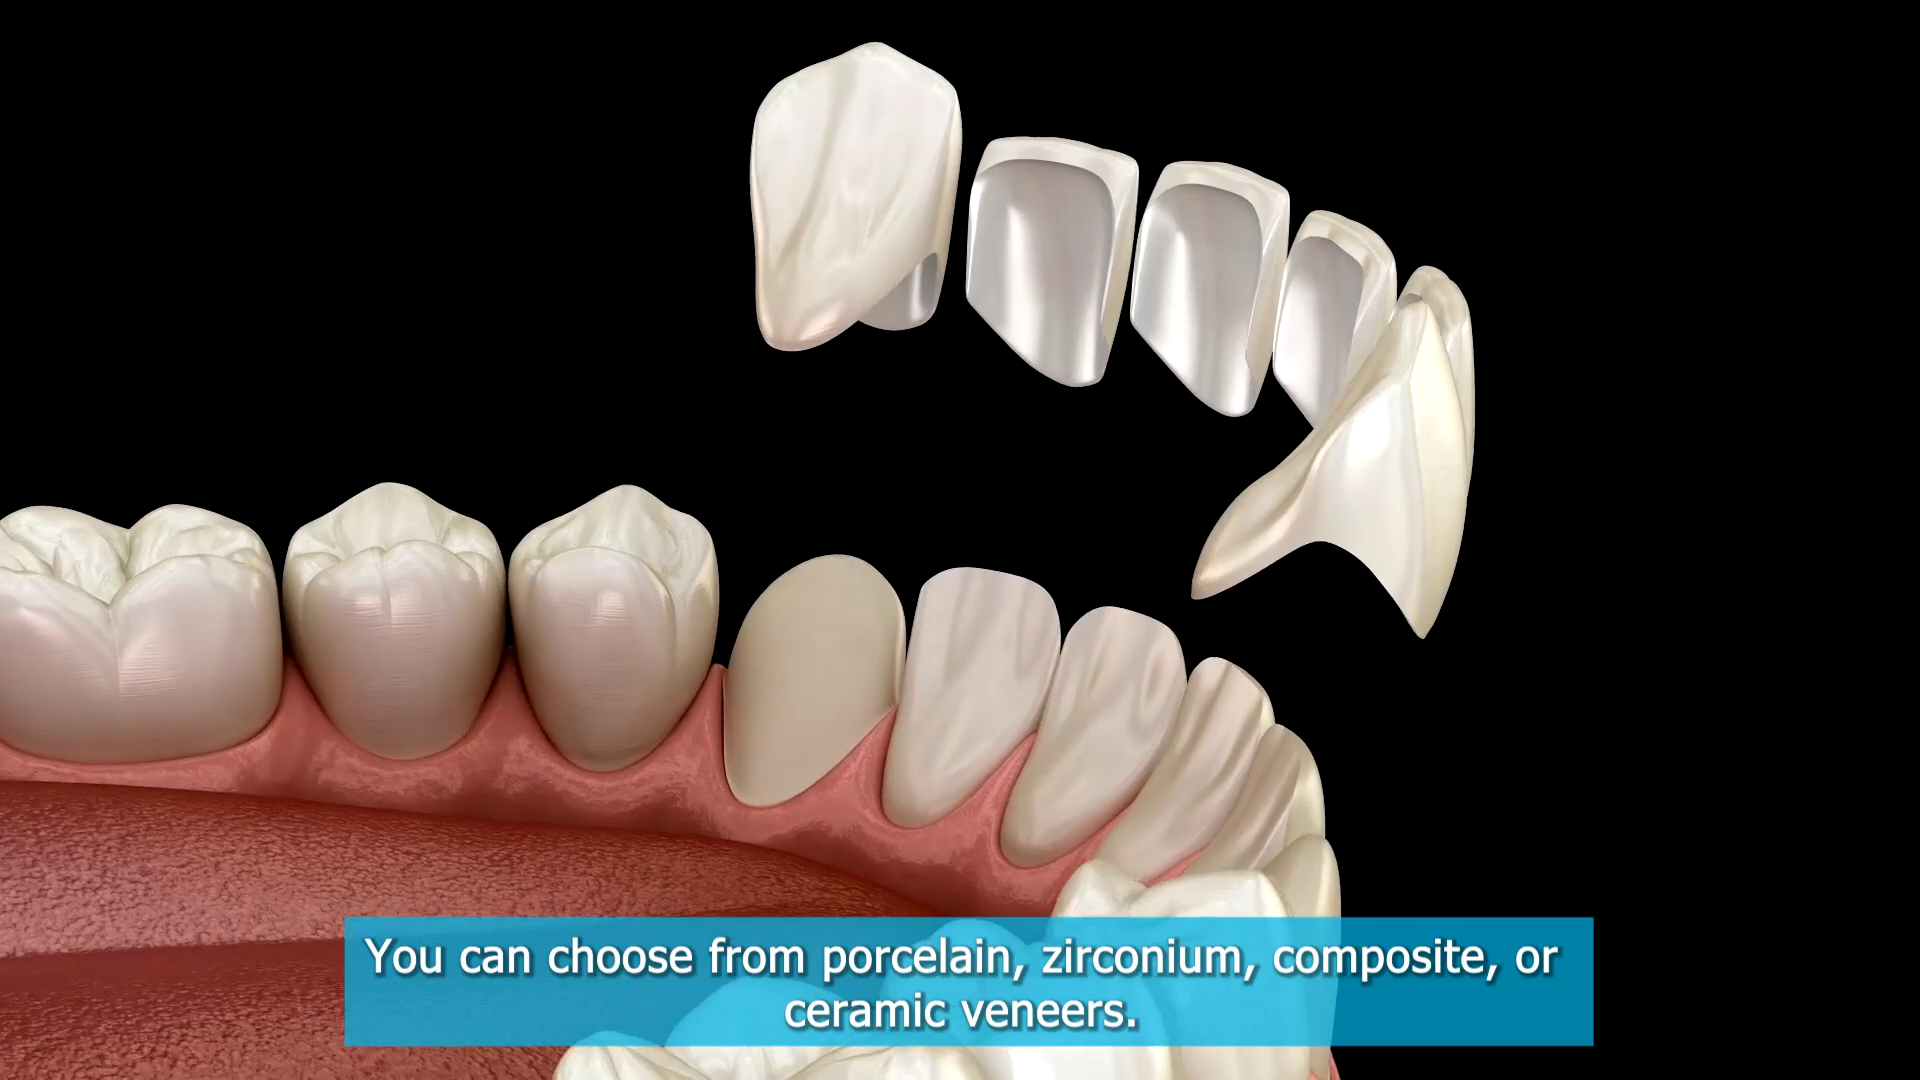 You can choose from porcelain, zirconium, composite, or
ceramic veneers.